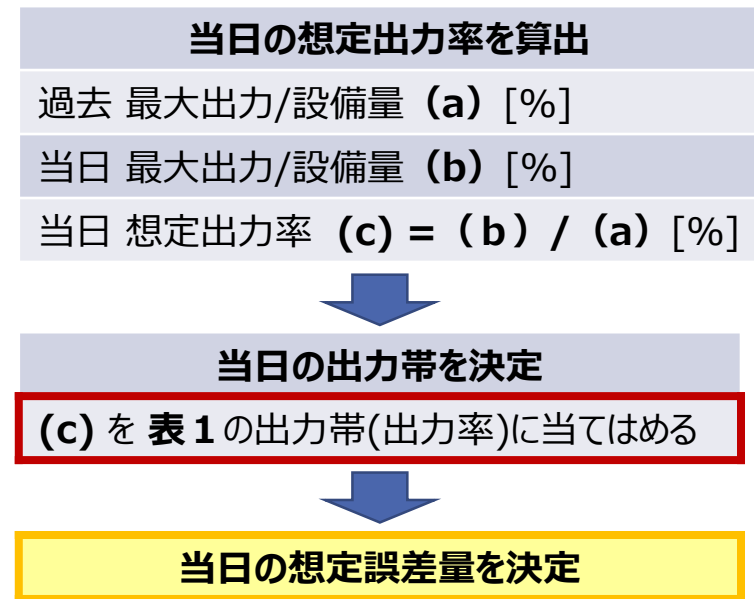 当日の想定出力率を算出
過去 最大出力/設備量（a）[%]
当日 最大出力/設備量（b）[%]
当日 想定出力率 (c) =（ｂ）/（a）[%]
当日の出力帯を決定
(c) を 表１の出力帯(出力率)に当てはめる
当日の想定誤差量を決定